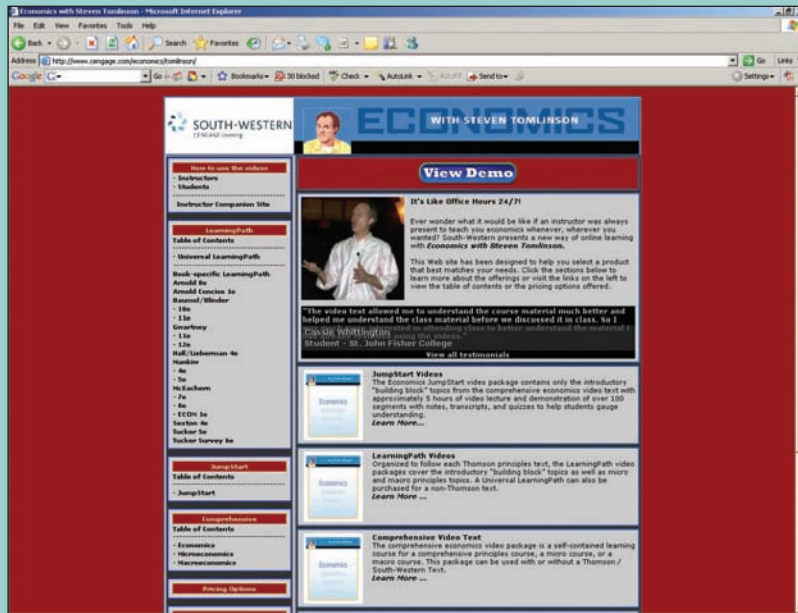 Economics with Steven Tomlinson - Microsoft Internet Explorer
File Edit View Favorites Tools Help
Back Search Favorites
Address http://www.cengage.com/economics/tomlinson/ Go Links
Google G Go Bookmarks 30 blocked Check AutoLink AutoFill Send to Settings
SOUTH-WESTERN
CENGAGE Learning
ECONOMICS
WITH STEVEN TOMLINSON
How to use the videos
- Instructors
- Students
Instructor Companion Site
LearningPath
Table of Contents
- Universal LearningPath
Book-specific LearningPath
Arnold 8e
Arnold Concise 1e
Baumol/Blinder
- 10e
- 11e
Gwartney
- 11e
- 12e
Hall/Lieberman 4e
Mankiw
- 4e
- 5e
McEachern
- 7e
- 8e
- ECON 1e
Sexton 4e
Tucker 5e
Tucker Survey 6e
JumpStart
Table of Contents
- JumpStart
Comprehensive
Table of Contents
- Economics
- Microeconomics
- Macroeconomics
Pricing Options
View Demo
It's Like Office Hours 24/7!
Ever wonder what it would be like if an instructor was always
present to teach you economics whenever, wherever you
wanted? South-Western presents a new way of online learning
with Economics with Steven Tomlinson.
This Web site has been designed to help you select a product
that best matches your needs. Click the sections below to
learn more about the offerings or visit the links on the left to
view the table of contents or the pricing options offered.
"The video text allowed me to understand the course material much better and
helped me understand the class material before we discussed it in class. So I
Cassie Whittington
Student - St. John Fisher College
View all testimonials
Economics
JumpStart Videos
The Economics JumpStart video package contains only the introductory
"building block" topics from the comprehensive economics video text with
approximately 5 hours of video lecture and demonstration of over 100
segments with notes, transcripts, and quizzes to help students gauge
understanding.
Learn More...
Economics
LearningPath Videos
Organized to follow each Thomson principles text, the LearningPath video
packages cover the introductory "building block" topics as well as micro
and macro principles topics. A Universal LearningPath can also be
purchased for a non-Thomson text.
Learn More ...
Economics
Comprehensive Video Text
The comprehensive economics video package is a self-contained learning
course for a comprehensive principles course, a micro course, or a
macro course. This package can be used with or without a Thomson /
South-Western Text.
Learn More ...